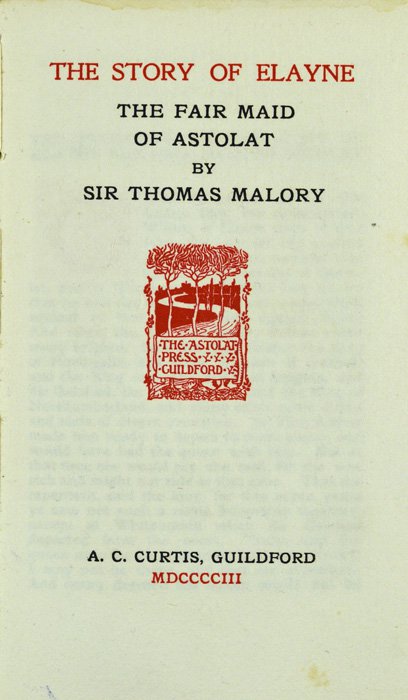 THE STORY OF ELAYNE
THE FAIR MAID
OF ASTOLAT
BY
SIR THOMAS MALORY
·THE·ASTOLAT·
PRESS
GUILDFORD
A. C. CURTIS, GUILDFORD
MDCCCCIII